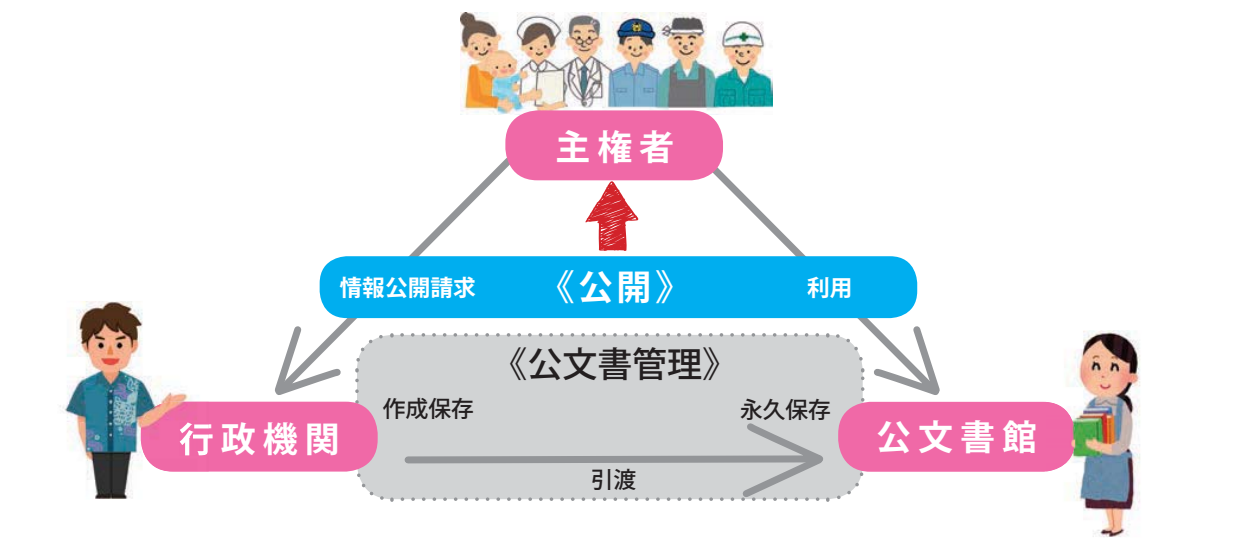 主権者
情報公開請求 《公開》 利用
《公文書管理》
作成保存 永久保存
行政機関 公文書館
引渡